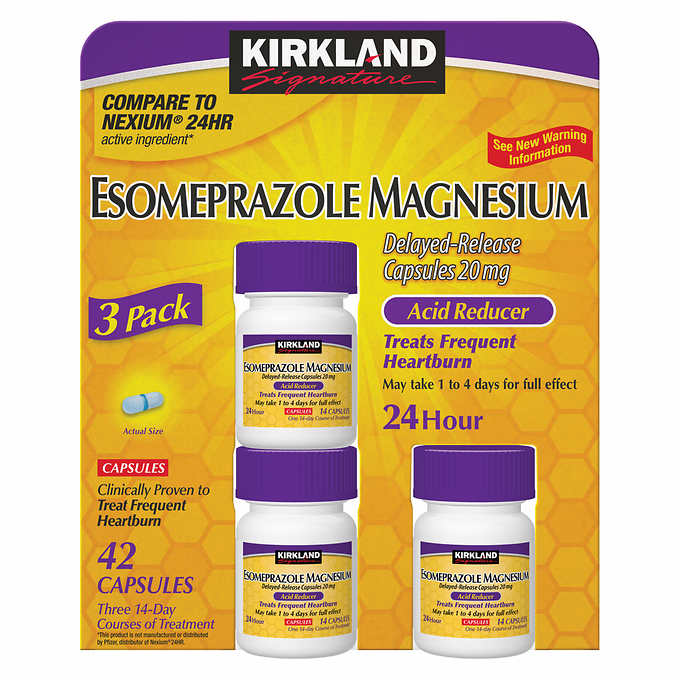 KIRKLAND
Signature
COMPARE TO
NEXIUM® 24HR
active ingredient*
See New Warning
Information
ESOMEPRAZOLE MAGNESIUM
Delayed-Release
Capsules 20 mg
3 Pack
Acid Reducer
Treats Frequent
Heartburn
May take 1 to 4 days for full effect
24 Hour
Actual Size
CAPSULES
Clinically Proven to
Treat Frequent
Heartburn
42
CAPSULES
Three 14-Day
Courses of Treatment
*This product is not manufactured or distributed
by Pfizer, distributor of Nexium® 24HR.
KIRKLAND
Signature
ESOMEPRAZOLE MAGNESIUM
Delayed-Release Capsules 20 mg
Acid Reducer
Treats Frequent Heartburn
May take 1 to 4 days for full effect
24 Hour CAPSULES 14 CAPSULES
One 14-day Course of Treatment
KIRKLAND
Signature
ESOMEPRAZOLE MAGNESIUM
Delayed-Release Capsules 20 mg
Acid Reducer
Treats Frequent Heartburn
May take 1 to 4 days for full effect
24 Hour CAPSULES 14 CAPSULES
One 14-day Course of Treatment
KIRKLAND
Signature
ESOMEPRAZOLE MAGNESIUM
Delayed-Release Capsules 20 mg
Acid Reducer
Treats Frequent Heartburn
May take 1 to 4 days for full effect
24 Hour CAPSULES 14 CAPSULES
One 14-day Course of Treatment